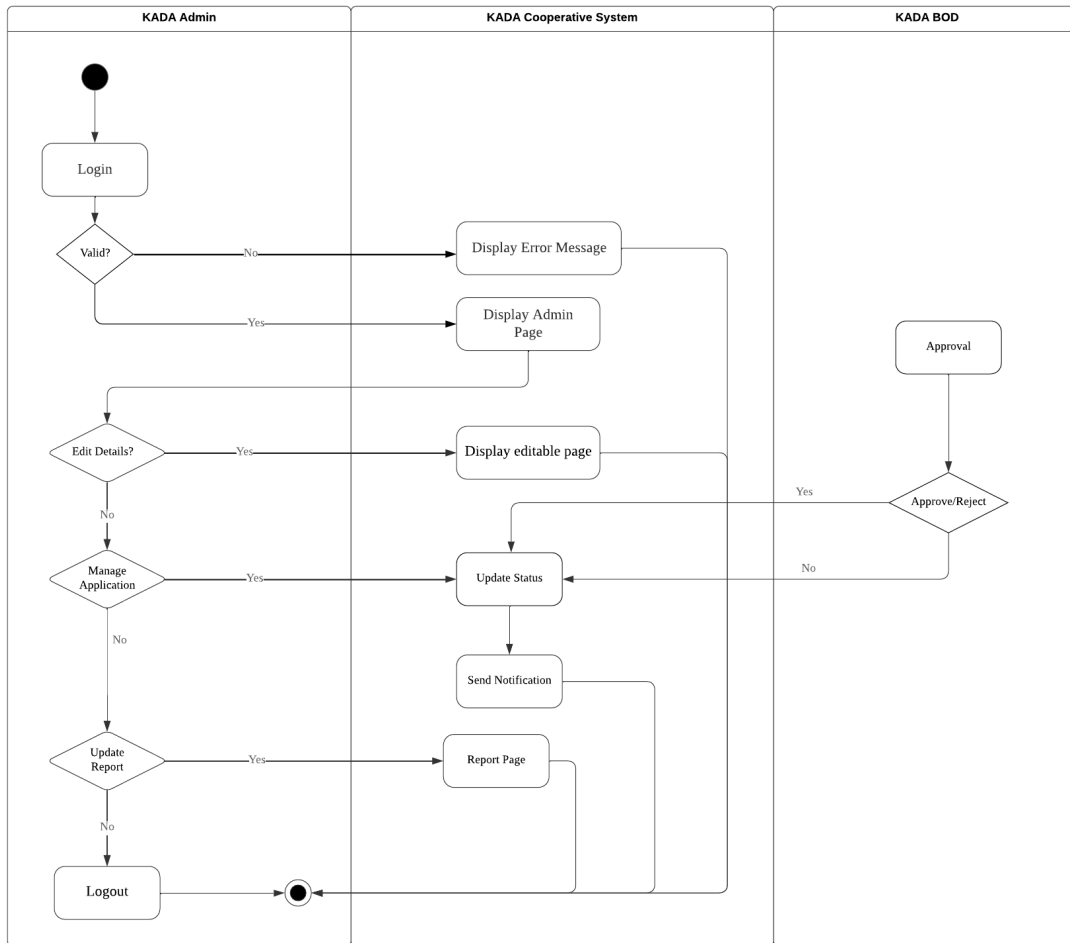 KADA Admin
KADA Cooperative System
KADA BOD
Login
Valid?
No
Display Error Message
Yes
Display Admin
Page
Approval
Edit Details?
Yes
Display editable page
Yes
Approve/Reject
No
Manage
Application
Yes
Update Status
No
No
Send Notification
Update
Report
Yes
Report Page
No
Logout